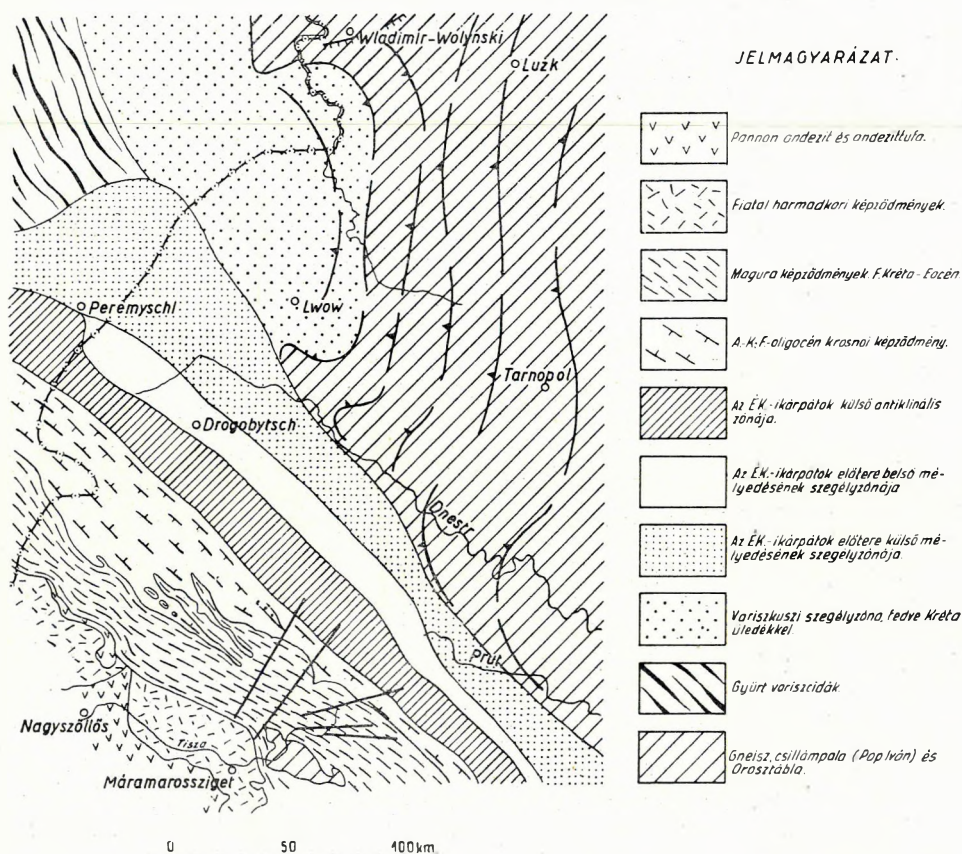 Wladimir-Wolynski
Luzk
Lwow
Peremyschl
Tarnopol
Drogobytsch
Dnestr
Prut
Nagyszöllős
Tisza
Máramarossziget
0 50 100 km.
JELMAGYARÁZAT.
Pannon andezit és andezittufa.
Fiatal harmadkori képződmények.
Magura képződmények. F. Kréta - Eocén.
A.-K.-F.-oligocén krosnoi képződmény.
Az ÉK.-i kárpátok külső antiklinális
zónája.
Az ÉK.-i kárpátok előtere belső mé-
lyedésének szegélyzónája
Az ÉK.-i kárpátok előtere külső mé-
lyedésének szegélyzónája.
Variszkuszi szegélyzóna, fedve Kréta
üledékkel.
Gyürt variszcidák.
Gneisz, csillámpala (Pop Iván) és
Orosztábla.